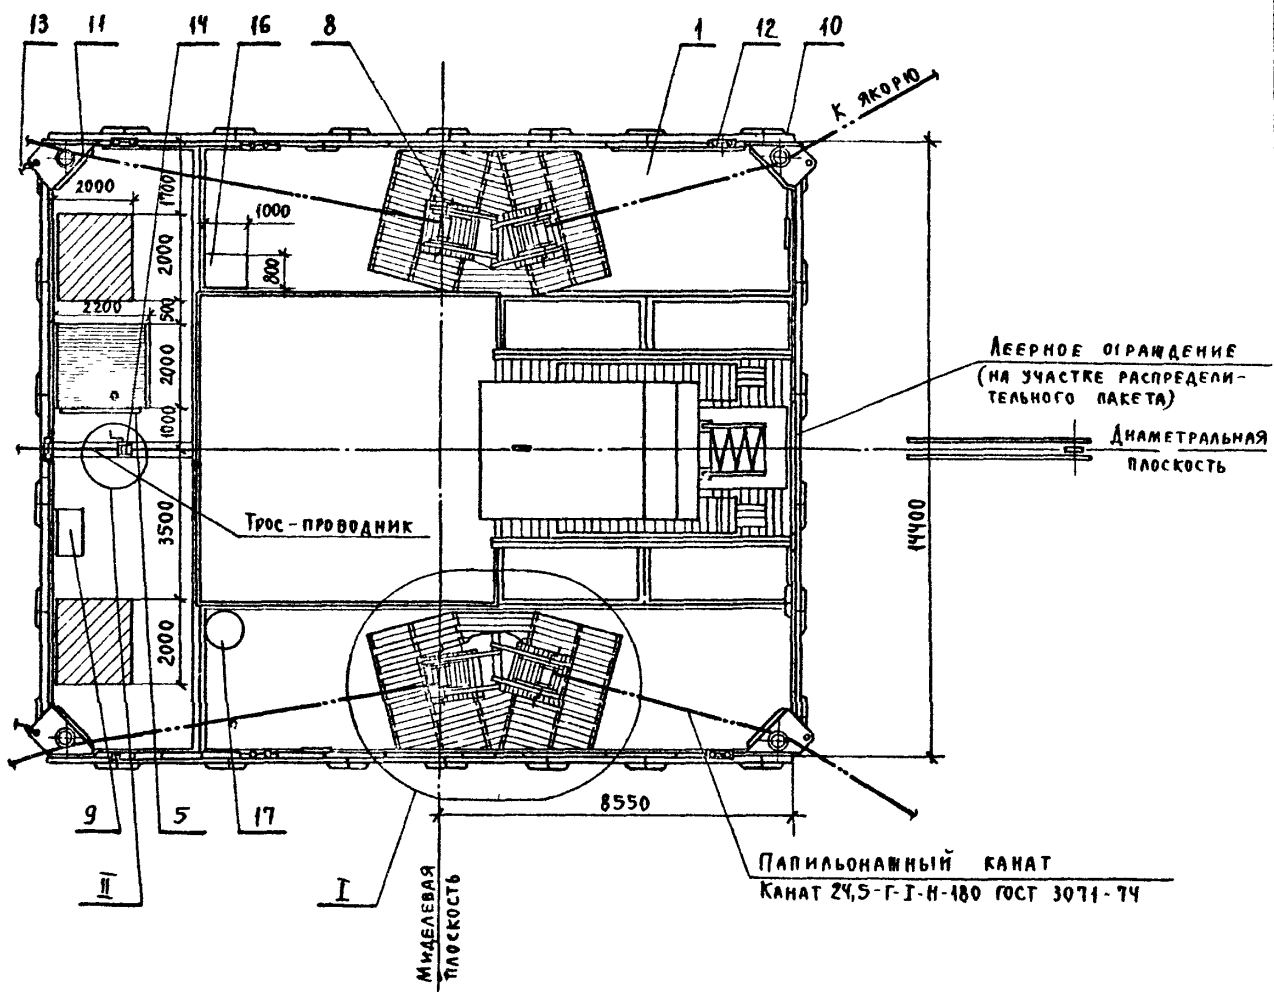 13 11 14 16 8 1 12 10
К ЯКОРЮ
2000
1700
1000
2000
800
2200
500
2000
1000
ЛЕЕРНОЕ ОГРАЖДЕНИЕ
(НА УЧАСТКЕ РАСПРЕДЕЛИ-
ТЕЛЬНОГО ПАКЕТА)
ДИАМЕТРАЛЬНАЯ
ПЛОСКОСТЬ
ТРОС-ПРОВОДНИК
3500
14400
2000
9 5 17
8550
II
I
МИДЕЛЕВАЯ
ПЛОСКОСТЬ
ПАПИЛЬОНАЖНЫЙ КАНАТ
КАНАТ 24,5-Г-I-Н-180 ГОСТ 3071-74